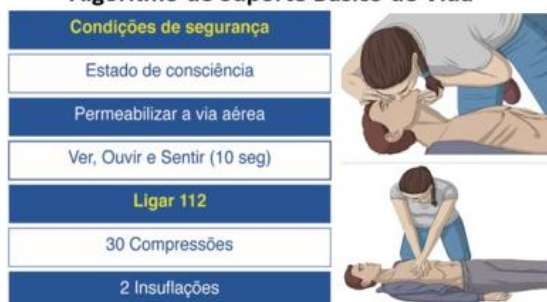 Algoritmo de Suporte Básico de Vida
Condições de segurança
Estado de consciência
Permeabilizar a via aérea
Ver, Ouvir e Sentir (10 seg)
Ligar 112
30 Compressões
2 Insuflações